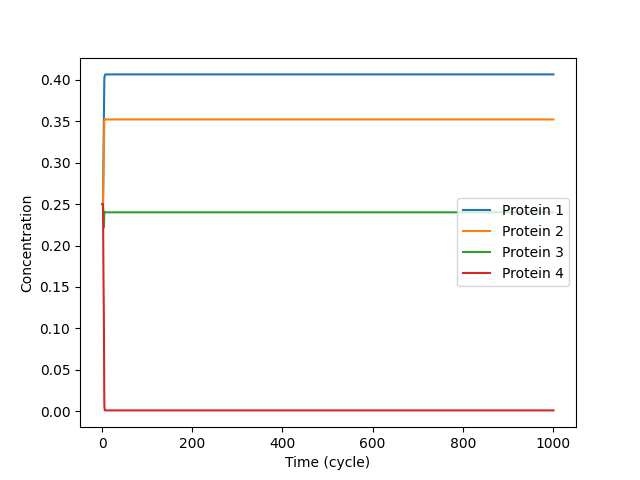 Concentration
0.40
0.35
0.30
0.25
0.20
0.15
0.10
0.05
0.00
Protein 1
Protein 2
Protein 3
Protein 4
0 200 400 600 800 1000
Time (cycle)